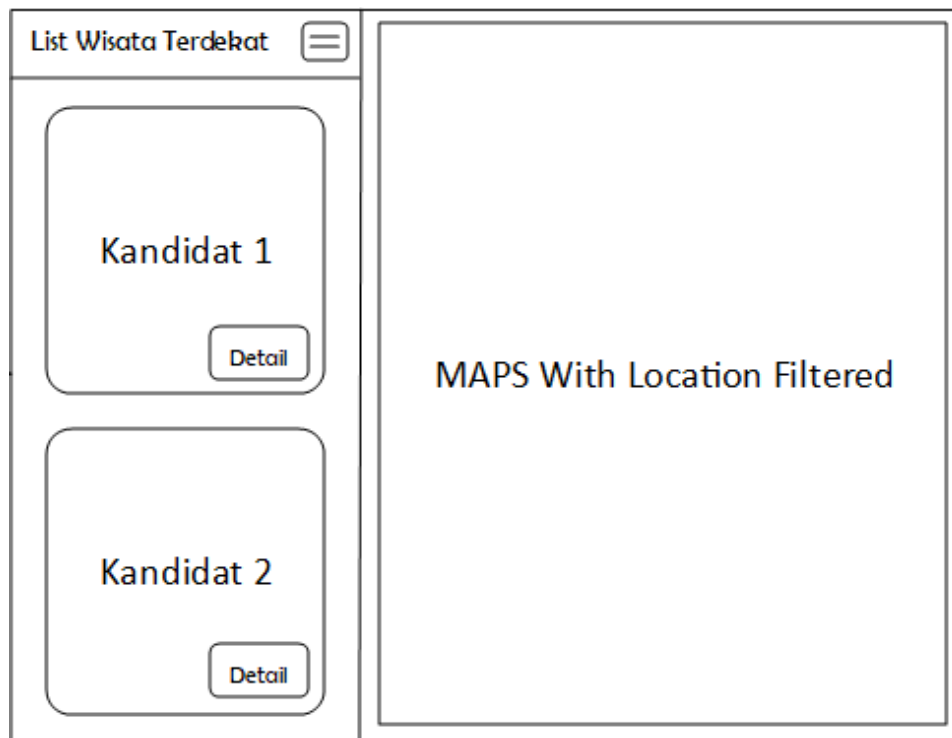 List Wisata Terdekat
Kandidat 1
Detail
Kandidat 2
Detail
MAPS With Location Filtered